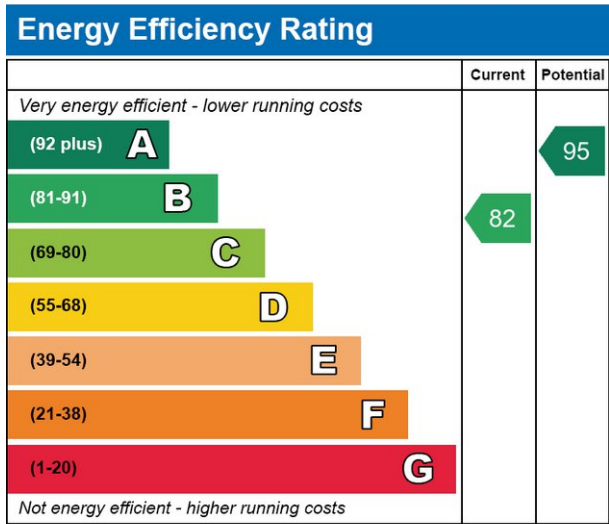 Energy Efficiency Rating
Current Potential
Very energy efficient - lower running costs
(92 plus) A
95
(81-91) B
82
(69-80) C
(55-68) D
(39-54) E
(21-38) F
(1-20) G
Not energy efficient - higher running costs